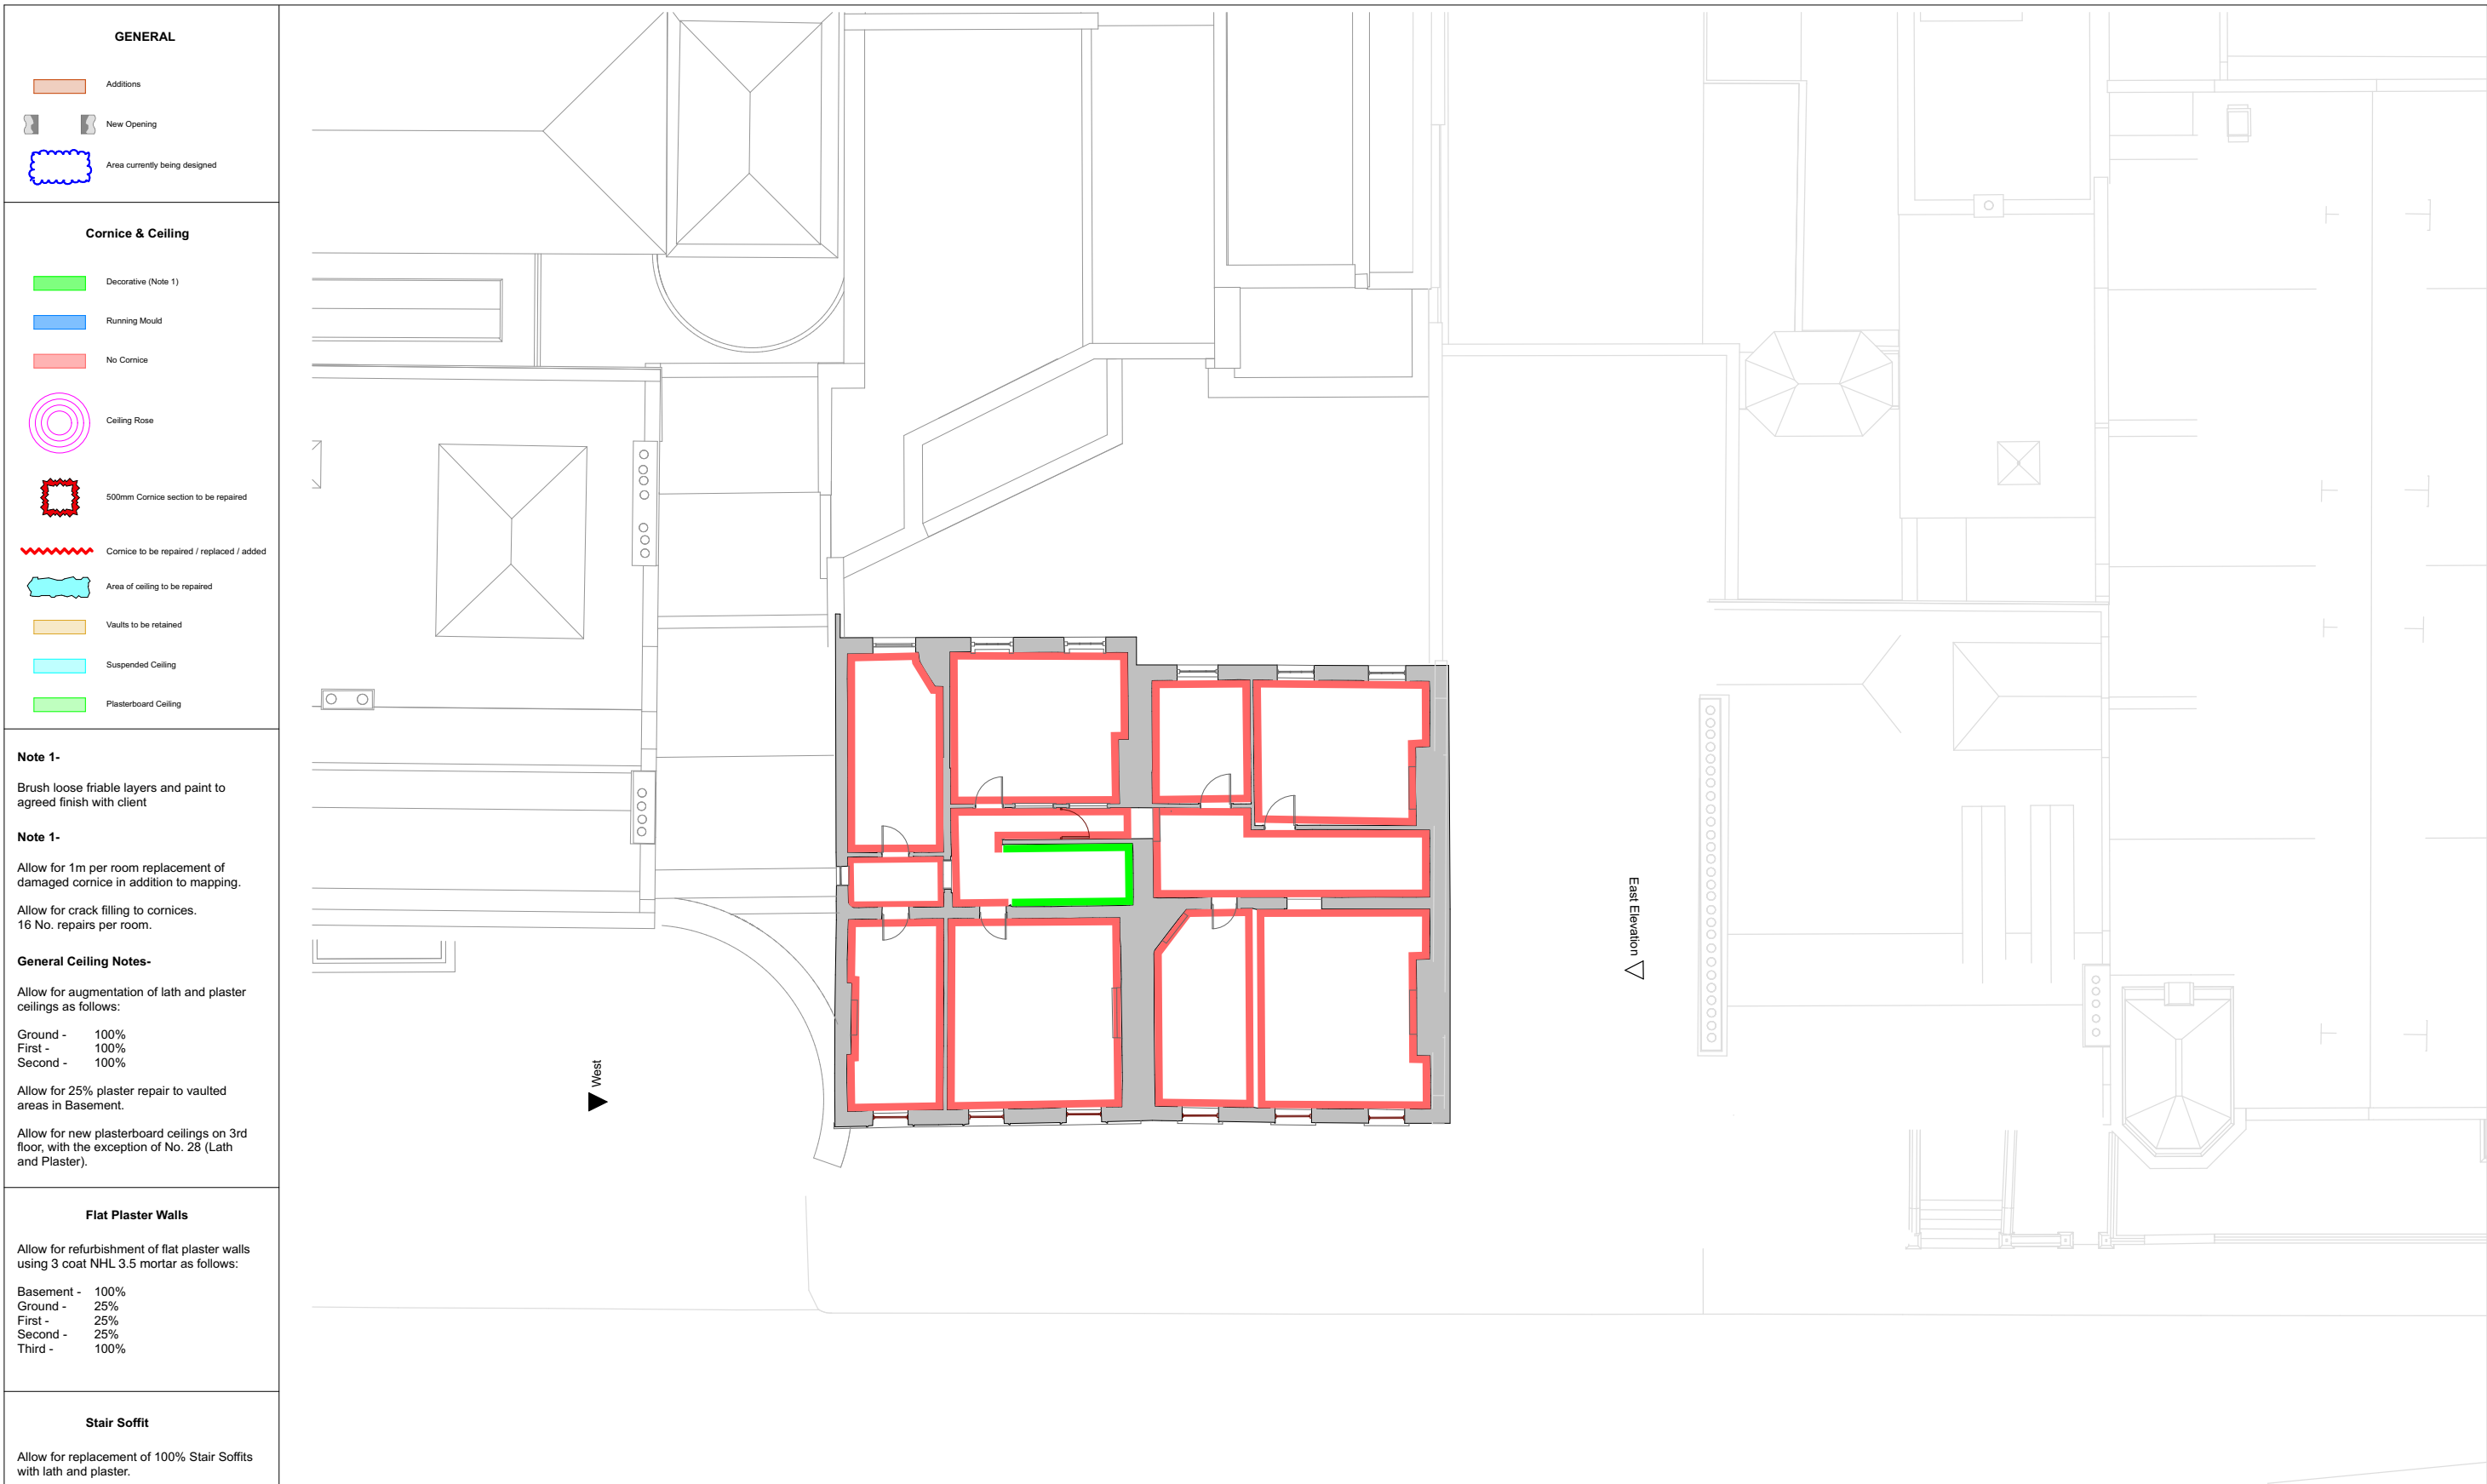 GENERAL
Additions
New Opening
Area currently being designed
Cornice & Ceiling
Decorative (Note 1)
Running Mould
No Cornice
Ceiling Rose
500mm Cornice section to be repaired
Cornice to be repaired / replaced / added
Area of ceiling to be repaired
Vaults to be retained
Suspended Ceiling
Plasterboard Ceiling
Note 1-
Brush loose friable layers and paint to
agreed finish with client
Note 1-
Allow for 1m per room replacement of
damaged cornice in addition to mapping.
Allow for crack filling to cornices.
16 No. repairs per room.
General Ceiling Notes-
Allow for augmentation of lath and plaster
ceilings as follows:
Ground - 100%
First - 100%
Second - 100%
Allow for 25% plaster repair to vaulted
areas in Basement.
Allow for new plasterboard ceilings on 3rd
floor, with the exception of No. 28 (Lath
and Plaster).
Flat Plaster Walls
Allow for refurbishment of flat plaster walls
using 3 coat NHL 3.5 mortar as follows:
Basement - 100%
Ground - 25%
First - 25%
Second - 25%
Third - 100%
Stair Soffit
Allow for replacement of 100% Stair Soffits
with lath and plaster.
West
East Elevation